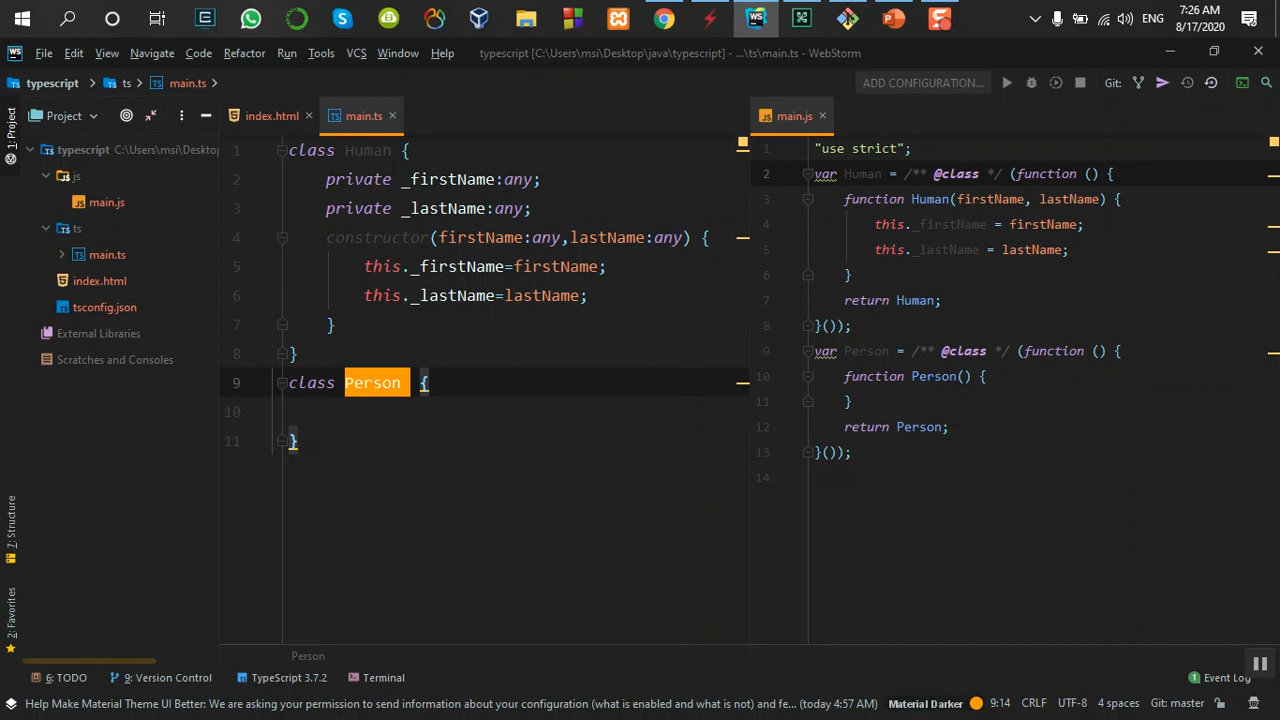 7:26 AM
ENG
8/17/2020
WS File Edit View Navigate Code Refactor Run Tools VCS Window Help typescript [C:\Users\msi\Desktop\java\typescript] - ...\ts\main.ts - WebStorm
typescript ts main.ts ADD CONFIGURATION... Git:
1: Project
Project
index.html
main.ts
main.js
typescript C:\Users\msi\Deskto
js
main.js
ts
main.ts
index.html
tsconfig.json
External Libraries
Scratches and Consoles
1 class Human {
2 private _firstName:any;
3 private _lastName:any;
4 constructor(firstName:any,lastName:any) {
5 this._firstName=firstName;
6 this._lastName=lastName;
7 }
8 }
9 class Person {
10
11 }
1 "use strict";
2 var Human = /** @class */ (function () {
3 function Human(firstName, lastName) {
4 this._firstName = firstName;
5 this._lastName = lastName;
6 }
7 return Human;
8 }());
9 var Person = /** @class */ (function () {
10 function Person() {
11 }
12 return Person;
13 }());
14
7: Structure
2: Favorites
Person
6: TODO 9: Version Control TypeScript 3.7.2 Terminal 1 Event Log
Help Make Material Theme UI Better: We are asking your permission to send information about your configuration (what is enabled and what is not) and fe... (today 4:57 AM) Material Darker 9:14 CRLF UTF-8 4 spaces Git: master